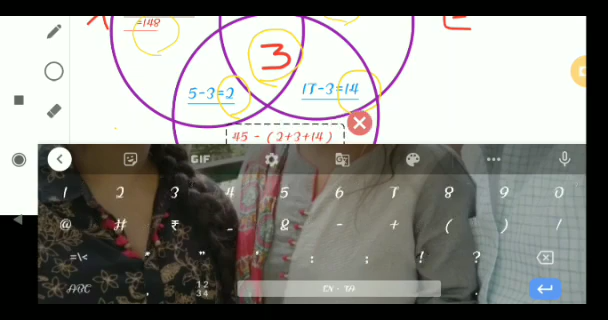 =148
3
5-3=2
17-3=14
45 - (2+3+14)
GIF
1 2 3 4 5 6 7 8 9 0
@ # ₹ _ & - + ( ) /
=\< * " ' : ; ! ?
ABC , 12 34 EN · .